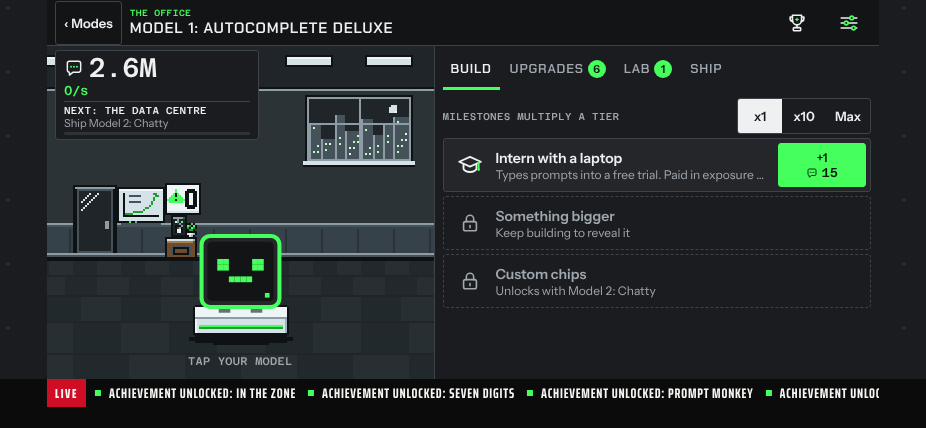 ‹ Modes
THE OFFICE
MODEL 1: AUTOCOMPLETE DELUXE
2.6M
0/s
NEXT: THE DATA CENTRE
Ship Model 2: Chatty
0
TAP YOUR MODEL
BUILD
UPGRADES 6
LAB 1
SHIP
MILESTONES MULTIPLY A TIER
x1
x10
Max
Intern with a laptop
Types prompts into a free trial. Paid in exposure ...
+1
15
Something bigger
Keep building to reveal it
Custom chips
Unlocks with Model 2: Chatty
LIVE
ACHIEVEMENT UNLOCKED: IN THE ZONE
ACHIEVEMENT UNLOCKED: SEVEN DIGITS
ACHIEVEMENT UNLOCKED: PROMPT MONKEY
ACHIEVEMENT UNLOC